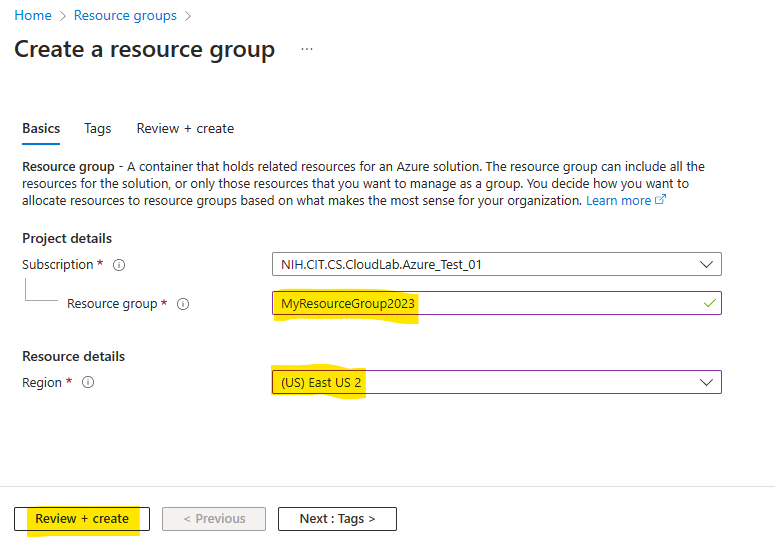 Home > Resource groups >
Create a resource group ...
Basics Tags Review + create
Resource group - A container that holds related resources for an Azure solution. The resource group can include all the
resources for the solution, or only those resources that you want to manage as a group. You decide how you want to
allocate resources to resource groups based on what makes the most sense for your organization. Learn more
Project details
Subscription * NIH.CIT.CS.CloudLab.Azure_Test_01
Resource group * MyResourceGroup2023
Resource details
Region * (US) East US 2
Review + create < Previous Next : Tags >